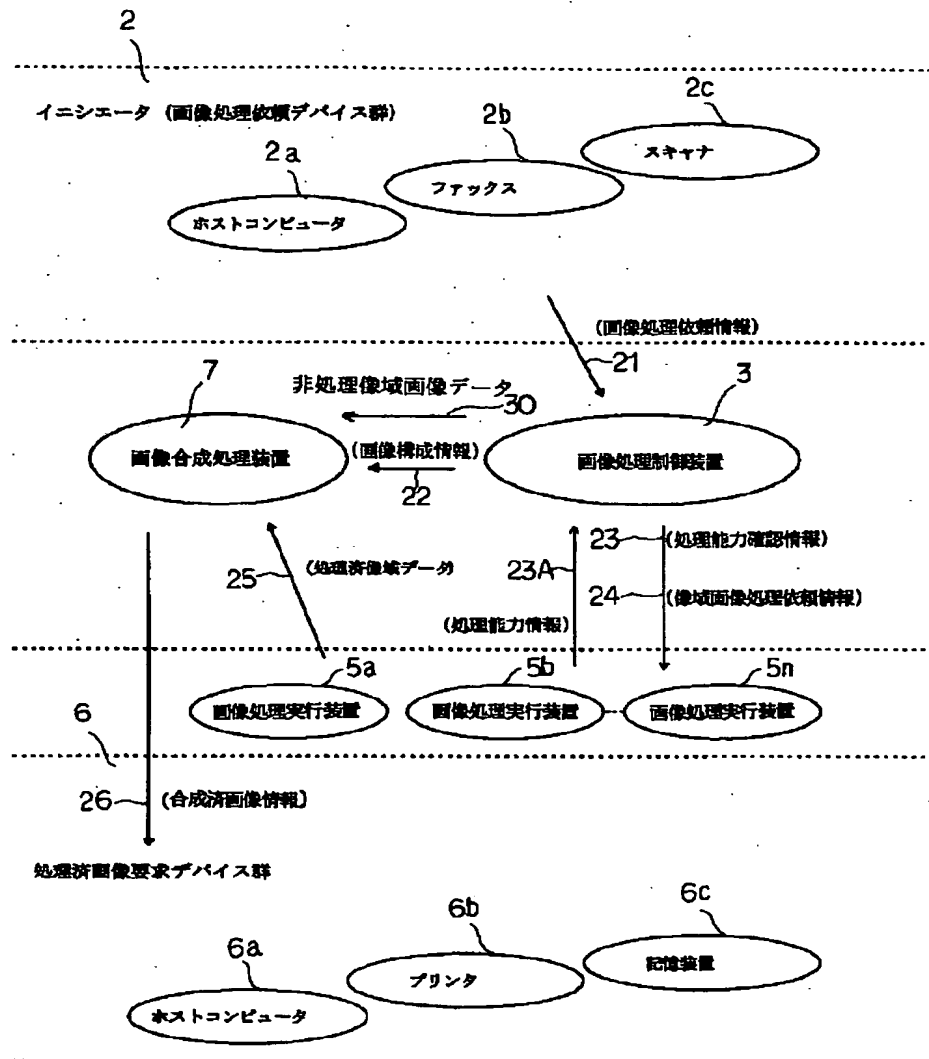 2
イニシエータ (画像処理依頼デバイス群)
2c
スキャナ
2b
ファックス
2a
ホストコンピュータ
(画像処理依頼情報)
21
7
画像合成処理装置
非処理像域画像データ
30
(画像構成情報)
22
3
画像処理制御装置
25
(処理済像域データ)
23A
(処理能力情報)
23
(処理能力確認情報)
24
(像域画像処理依頼情報)
5a
画像処理実行装置
5b
画像処理実行装置
5n
画像処理実行装置
6
26
(合成済画像情報)
処理済画像要求デバイス群
6c
記憶装置
6b
プリンタ
6a
ホストコンピュータ